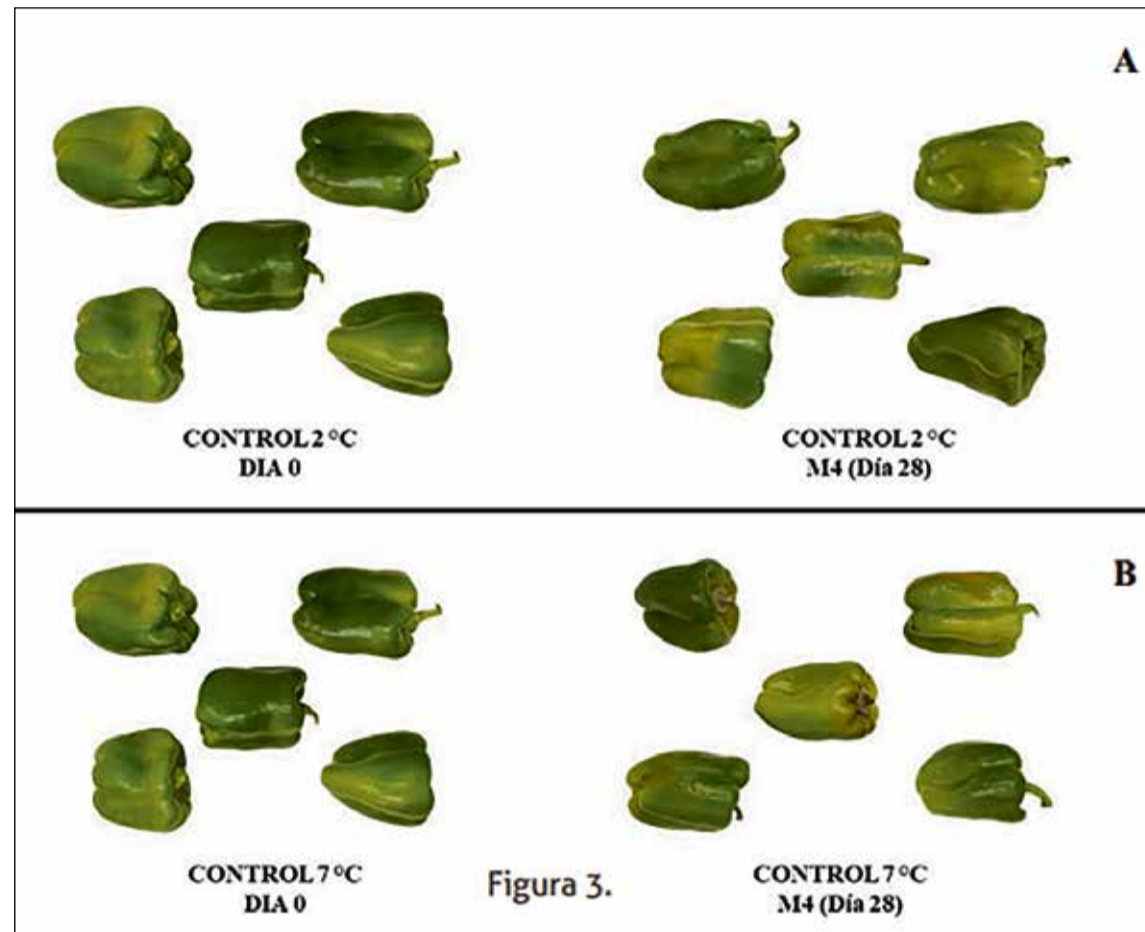 A
CONTROL 2 °C
DIA 0
CONTROL 2 °C
M4 (Día 28)
B
CONTROL 7 °C
DIA 0
Figura 3.
CONTROL 7 °C
M4 (Día 28)